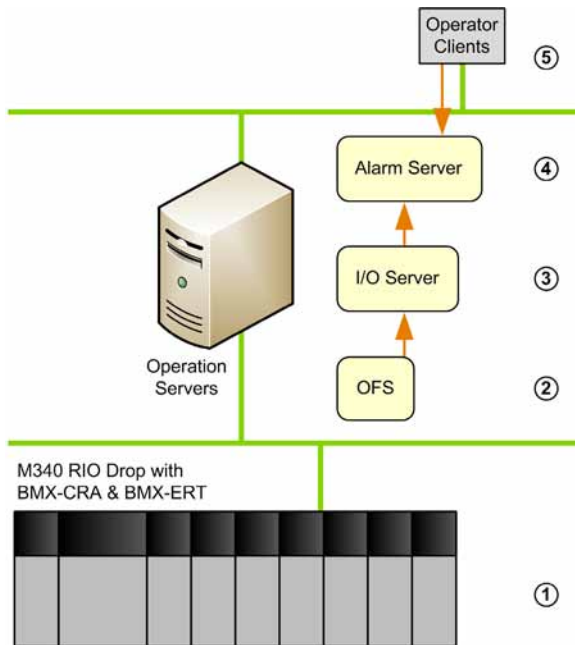 Operator
Clients
⑤
Alarm Server
④
I/O Server
③
Operation
Servers
OFS
②
M340 RIO Drop with
BMX-CRA & BMX-ERT
①